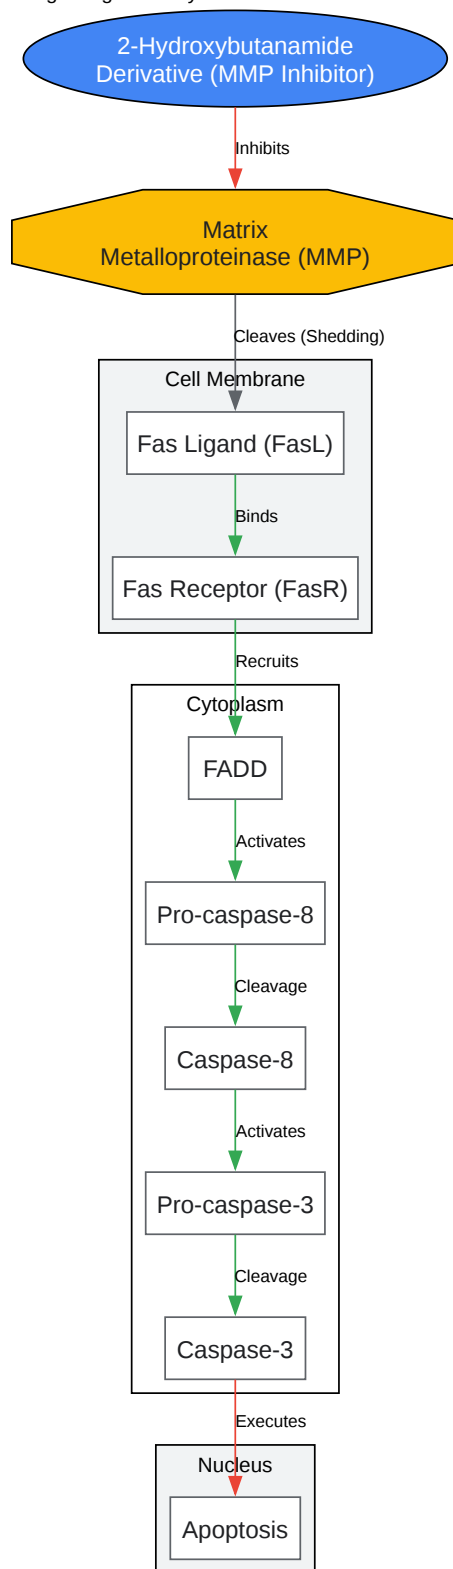 2-Hydroxybutanamide
Derivative (MMP Inhibitor)
Inhibits
Matrix
Metalloproteinase (MMP)
Cleaves (Shedding)
Cell Membrane
Fas Ligand (FasL)
Binds
Fas Receptor (FasR)
Recruits
Cytoplasm
FADD
Activates
Pro-caspase-8
Cleavage
Caspase-8
Activates
Pro-caspase-3
Cleavage
Caspase-3
Executes
Nucleus
Apoptosis